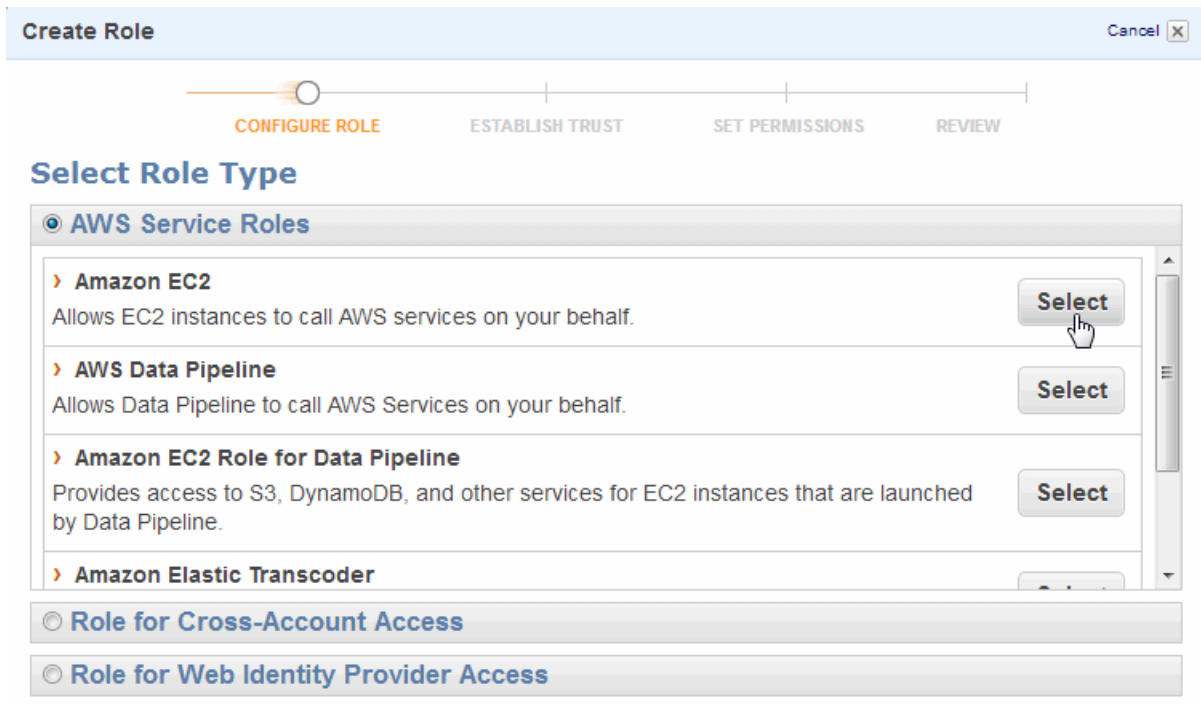 Create Role
Cancel
CONFIGURE ROLE ESTABLISH TRUST SET PERMISSIONS REVIEW
Select Role Type
AWS Service Roles
Amazon EC2
Allows EC2 instances to call AWS services on your behalf.
Select
AWS Data Pipeline
Allows Data Pipeline to call AWS Services on your behalf.
Select
Amazon EC2 Role for Data Pipeline
Provides access to S3, DynamoDB, and other services for EC2 instances that are launched
by Data Pipeline.
Select
Amazon Elastic Transcoder
Role for Cross-Account Access
Role for Web Identity Provider Access